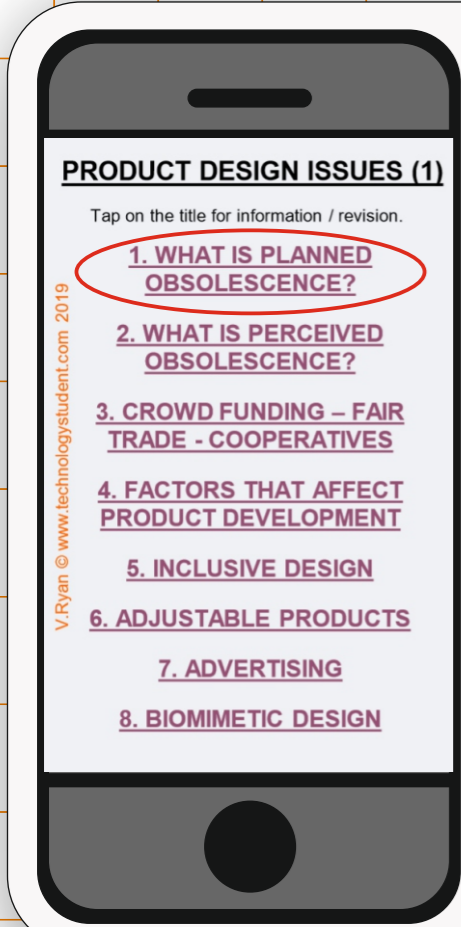 PRODUCT DESIGN ISSUES (1)
Tap on the title for information / revision.
1. WHAT IS PLANNED
OBSOLESCENCE?
2. WHAT IS PERCEIVED
OBSOLESCENCE?
3. CROWD FUNDING – FAIR
TRADE - COOPERATIVES
4. FACTORS THAT AFFECT
PRODUCT DEVELOPMENT
5. INCLUSIVE DESIGN
6. ADJUSTABLE PRODUCTS
7. ADVERTISING
8. BIOMIMETIC DESIGN
V.Ryan © www.technologystudent.com 2019